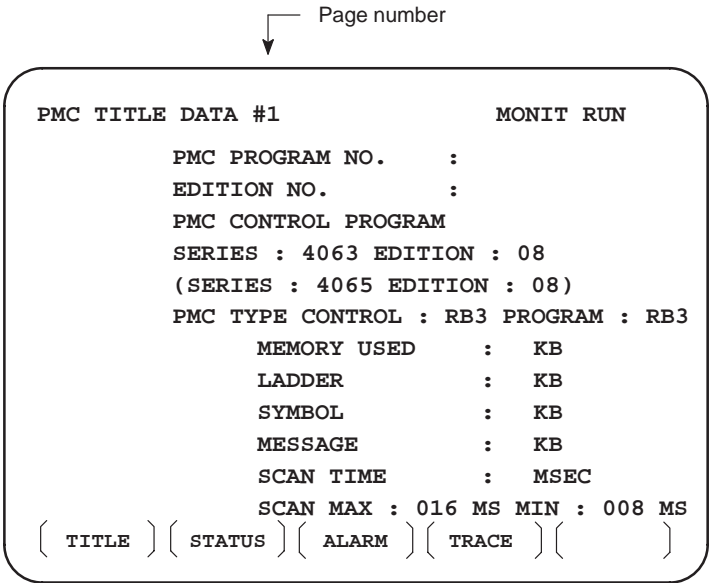 Page number
PMC TITLE DATA #1 MONIT RUN
PMC PROGRAM NO. :
EDITION NO. :
PMC CONTROL PROGRAM
SERIES : 4063 EDITION : 08
(SERIES : 4065 EDITION : 08)
PMC TYPE CONTROL : RB3 PROGRAM : RB3
MEMORY USED : KB
LADDER : KB
SYMBOL : KB
MESSAGE : KB
SCAN TIME : MSEC
SCAN MAX : 016 MS MIN : 008 MS
TITLE STATUS ALARM TRACE